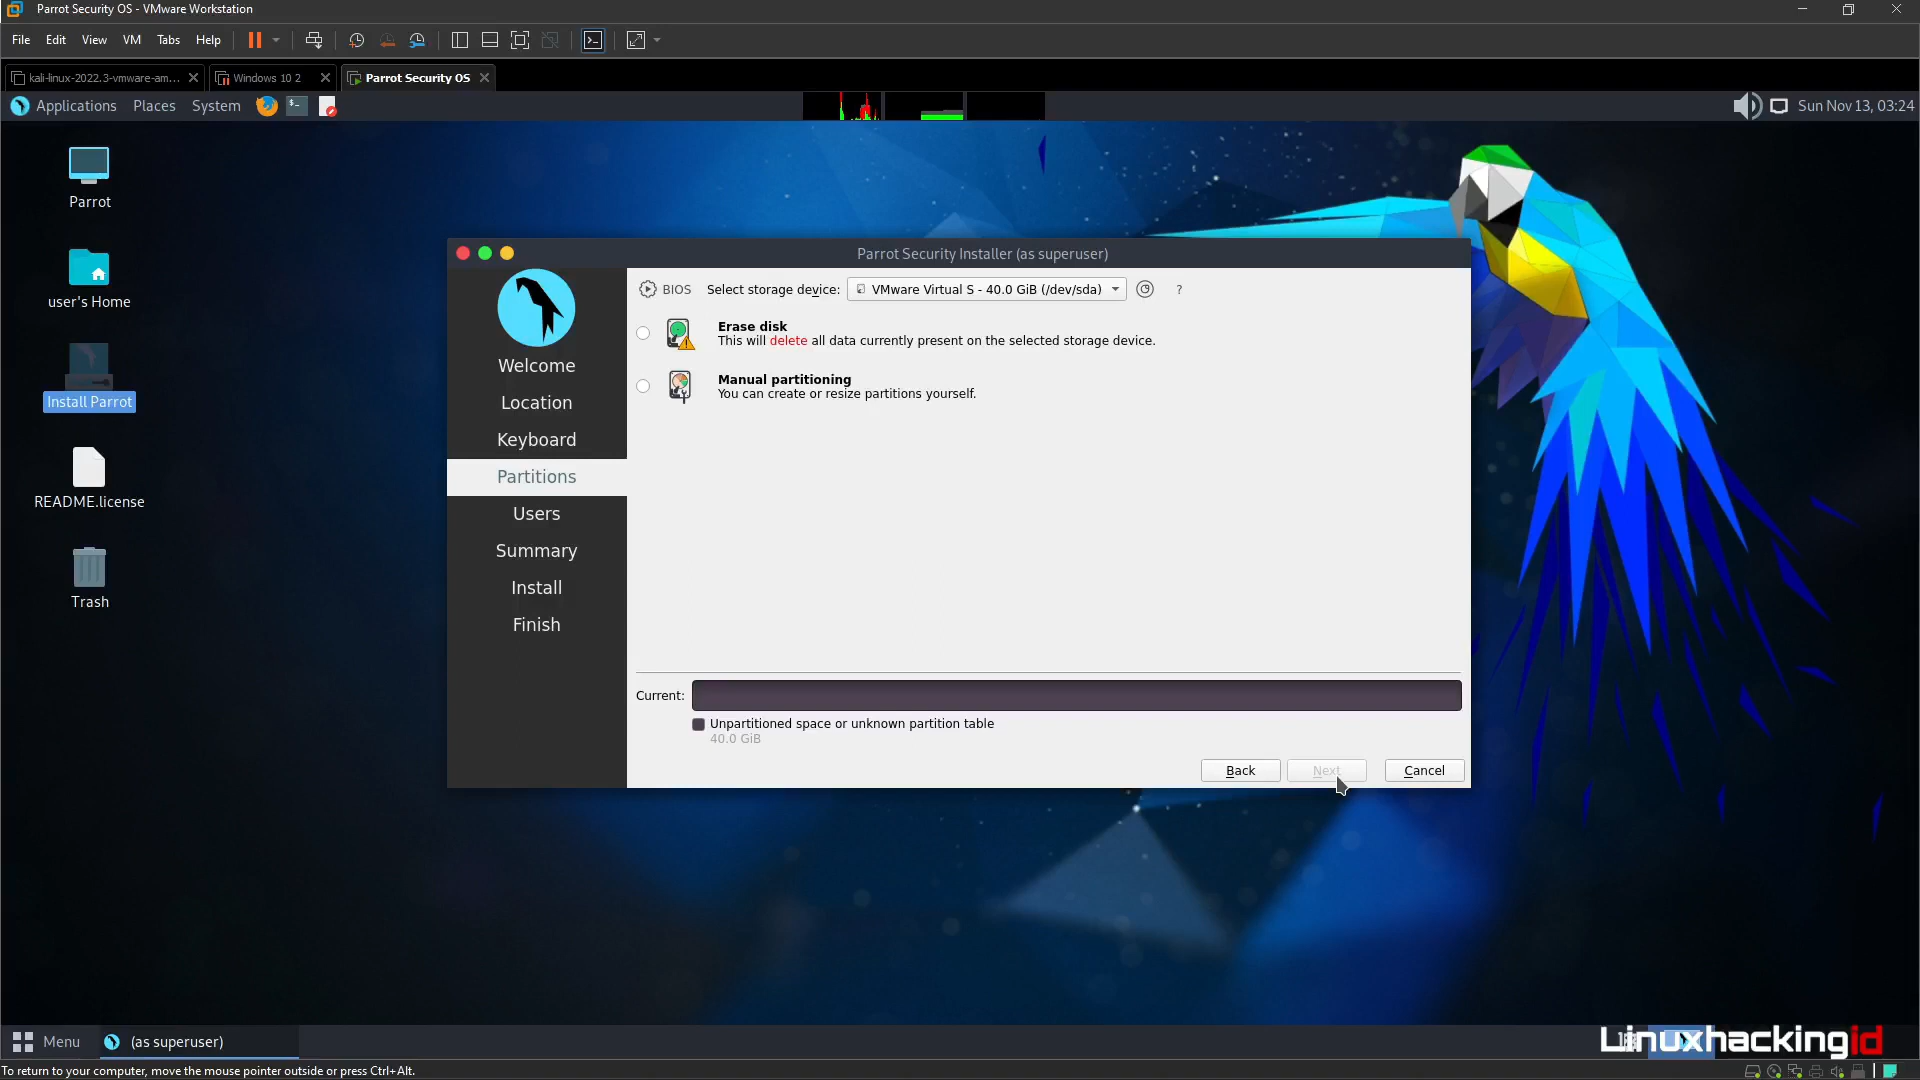 Parrot Security OS - VMware Workstation
File Edit View VM Tabs Help
kali-linux-2022.3-vmware-am... Windows 10 2 Parrot Security OS
Applications Places System Sun Nov 13, 03:24
Parrot
user's Home
Install Parrot
README.license
Trash
Parrot Security Installer (as superuser)
Welcome
Location
Keyboard
Partitions
Users
Summary
Install
Finish
BIOS Select storage device: VMware Virtual S - 40.0 GiB (/dev/sda) ?
Erase disk
This will delete all data currently present on the selected storage device.
Manual partitioning
You can create or resize partitions yourself.
Current:
Unpartitioned space or unknown partition table
40.0 GiB
Back Next Cancel
Menu (as superuser)
Linuxhackingid
To return to your computer, move the mouse pointer outside or press Ctrl+Alt.